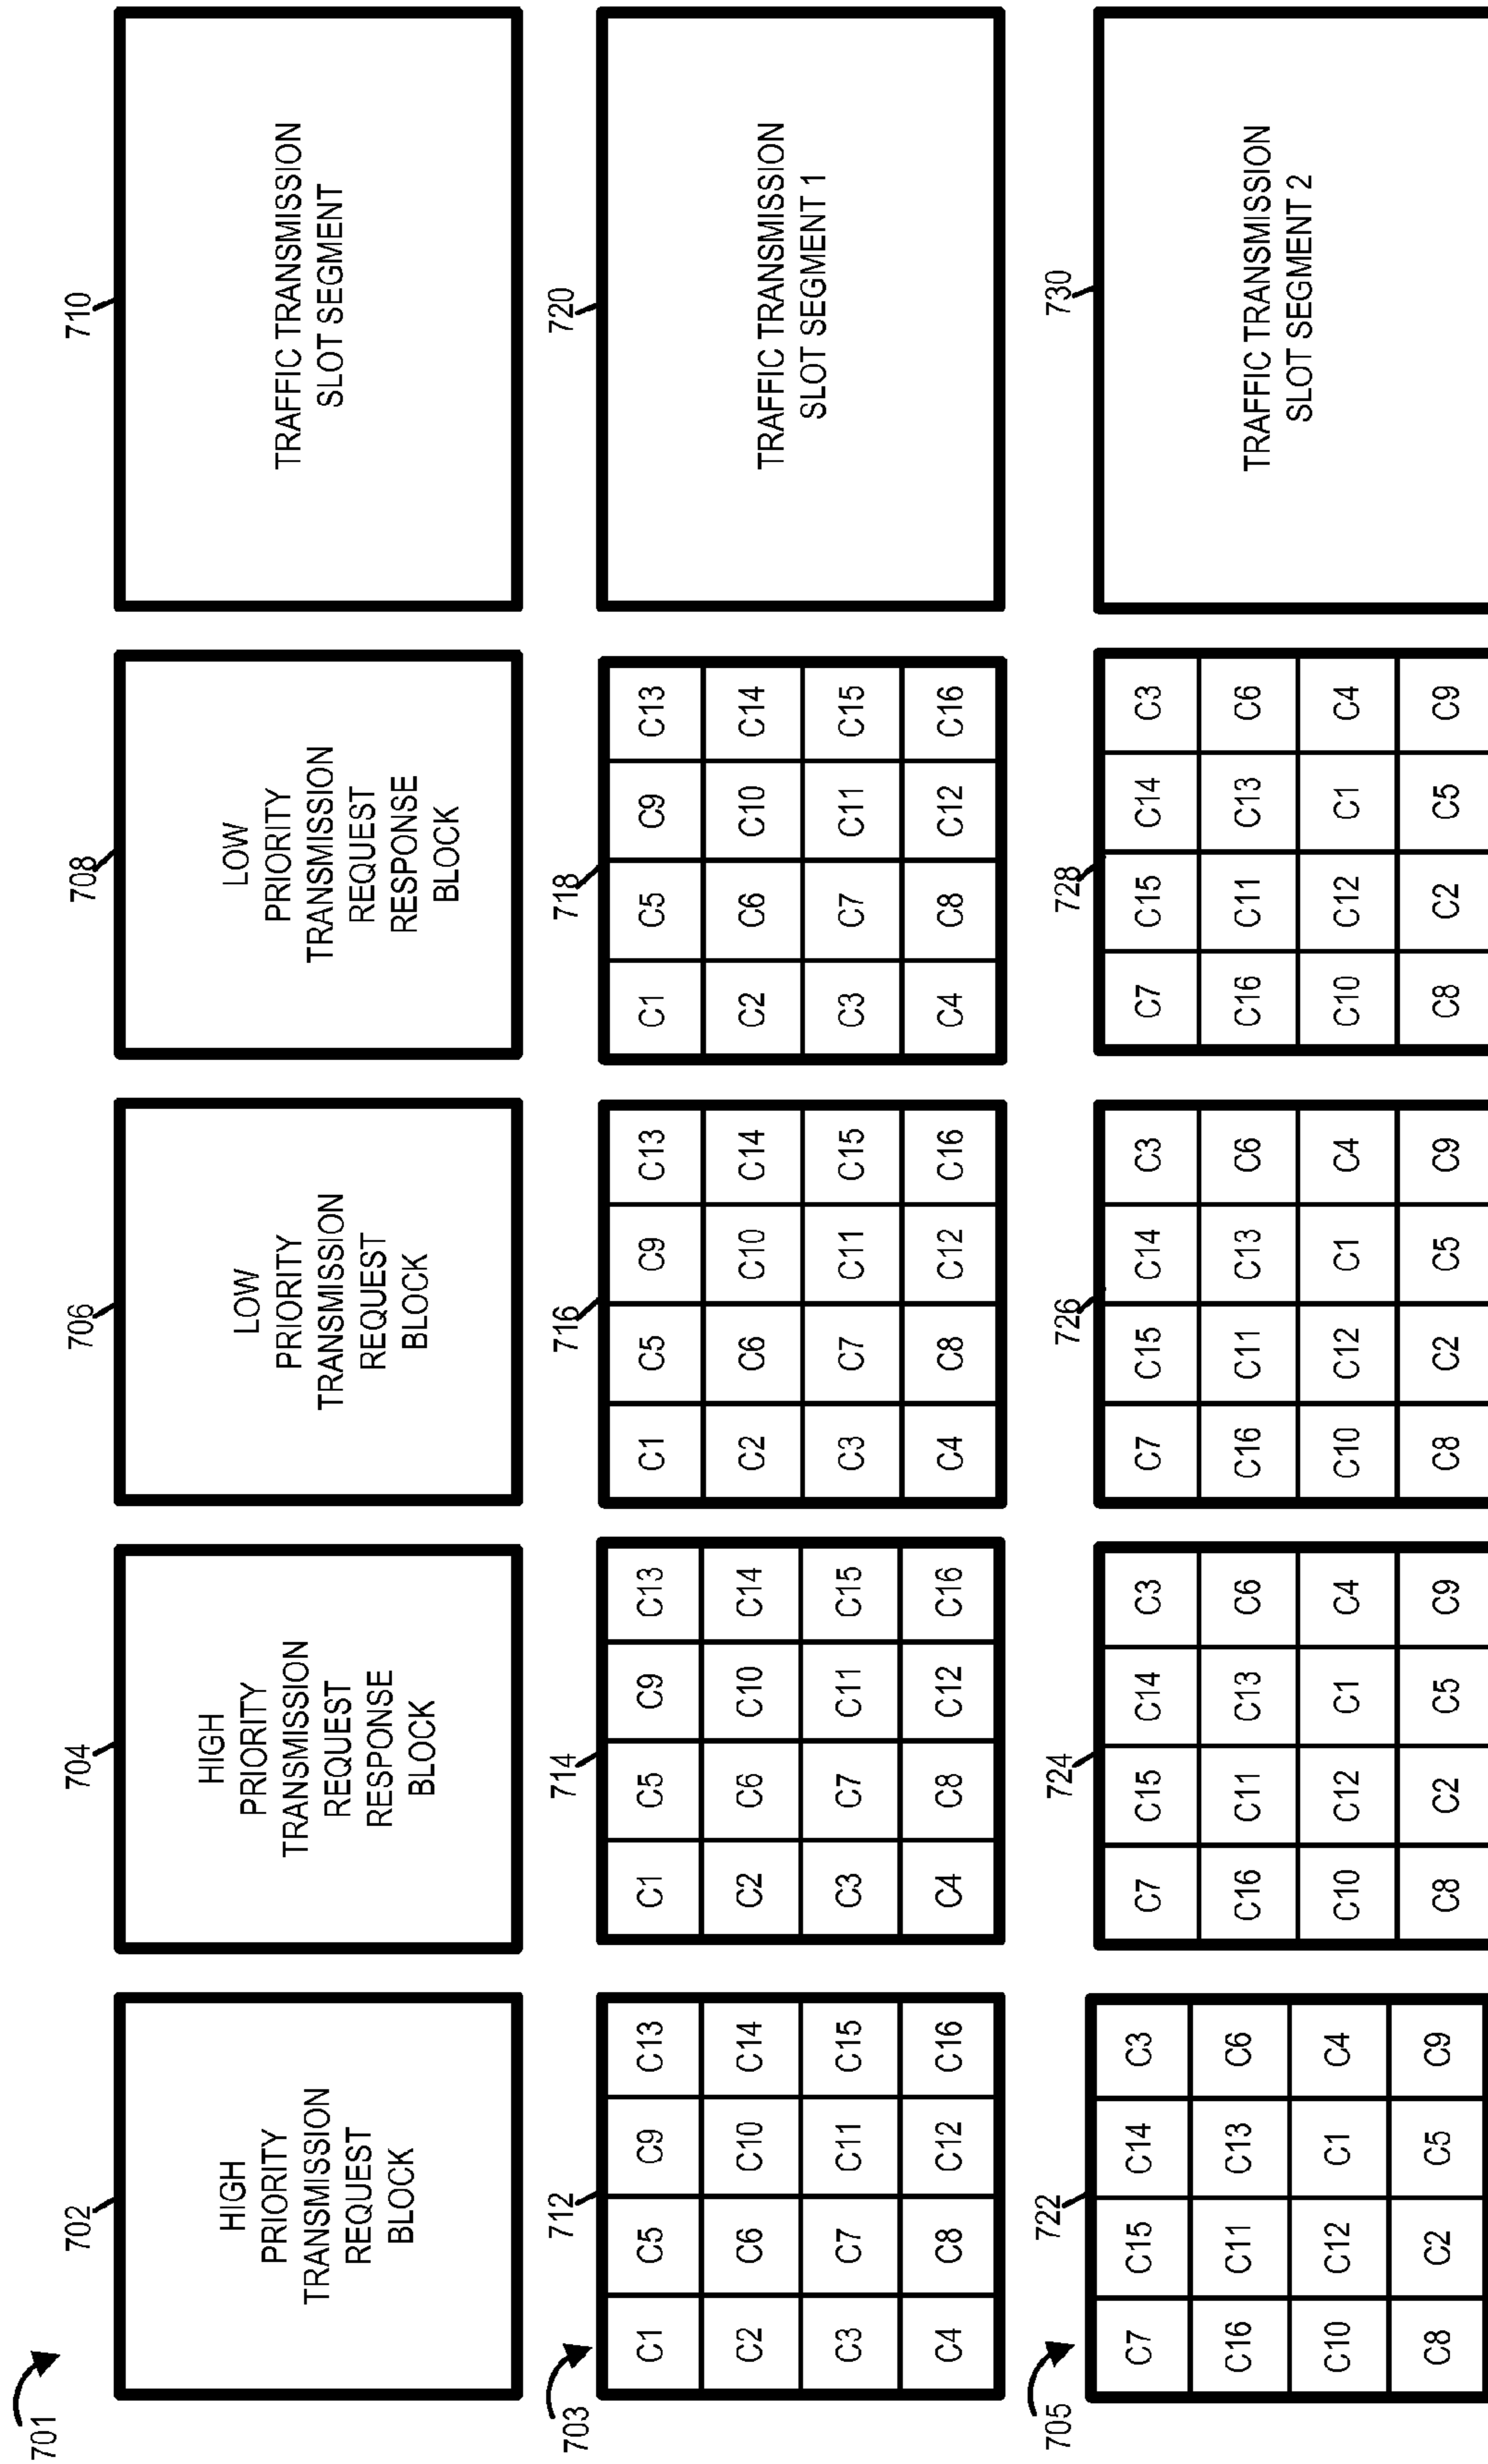 701
702
HIGH
PRIORITY
TRANSMISSION
REQUEST
BLOCK
704
HIGH
PRIORITY
TRANSMISSION
REQUEST
RESPONSE
BLOCK
706
LOW
PRIORITY
TRANSMISSION
REQUEST
BLOCK
708
LOW
PRIORITY
TRANSMISSION
REQUEST
RESPONSE
BLOCK
710
TRAFFIC TRANSMISSION
SLOT SEGMENT
703
712
C1 C5 C9 C13
C2 C6 C10 C14
C3 C7 C11 C15
C4 C8 C12 C16
714
C1 C5 C9 C13
C2 C6 C10 C14
C3 C7 C11 C15
C4 C8 C12 C16
716
C1 C5 C9 C13
C2 C6 C10 C14
C3 C7 C11 C15
C4 C8 C12 C16
718
C1 C5 C9 C13
C2 C6 C10 C14
C3 C7 C11 C15
C4 C8 C12 C16
720
TRAFFIC TRANSMISSION
SLOT SEGMENT 1
705
722
C7 C15 C14 C3
C16 C11 C13 C6
C10 C12 C1 C4
C8 C2 C5 C9
724
C7 C15 C14 C3
C16 C11 C13 C6
C10 C12 C1 C4
C8 C2 C5 C9
726
C7 C15 C14 C3
C16 C11 C13 C6
C10 C12 C1 C4
C8 C2 C5 C9
728
C7 C15 C14 C3
C16 C11 C13 C6
C10 C12 C1 C4
C8 C2 C5 C9
730
TRAFFIC TRANSMISSION
SLOT SEGMENT 2